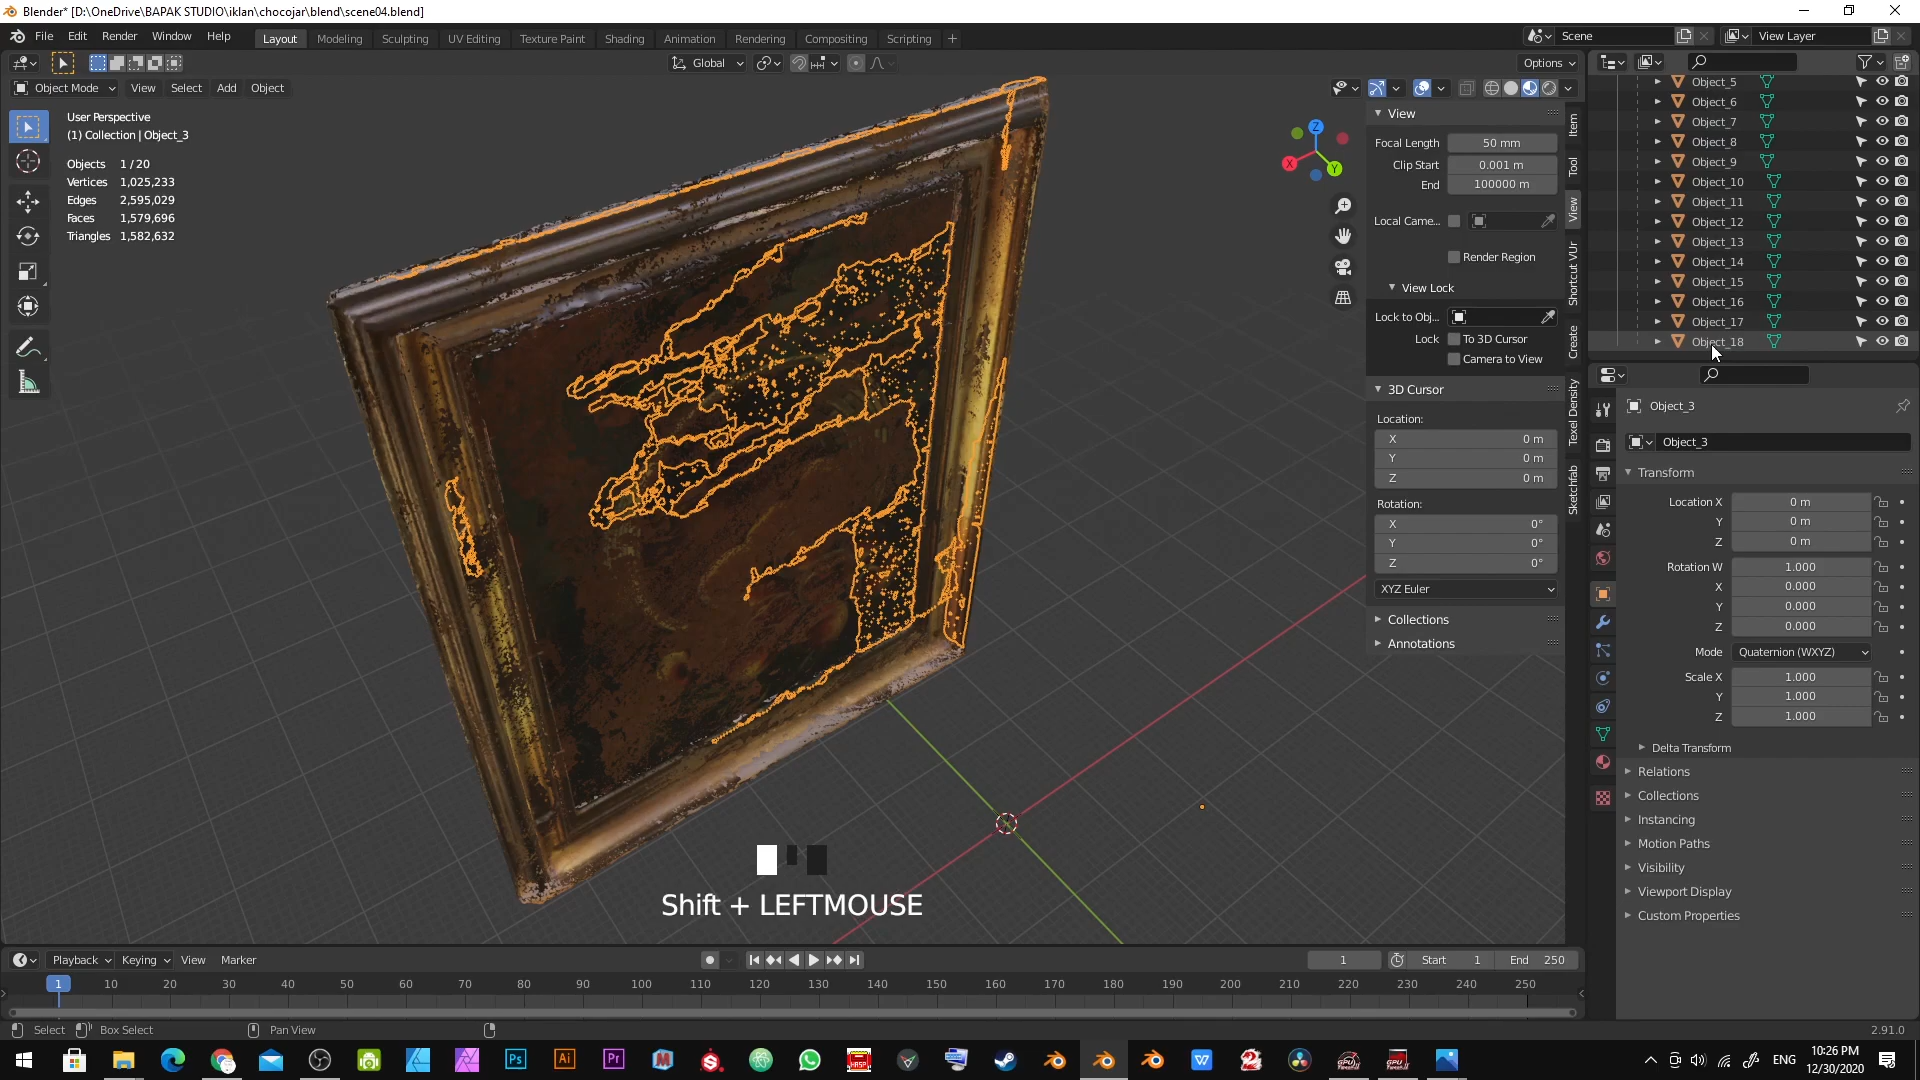 Blender* [D:\OneDrive\BAPAK STUDIO\iklan\chocojar\blend\scene04.blend]
File Edit Render Window Help
Layout Modeling Sculpting UV Editing Texture Paint Shading Animation Rendering Compositing Scripting +
Scene
View Layer
Global
Options
Object Mode View Select Add Object
User Perspective
(1) Collection | Object_3
Objects 1 / 20
Vertices 1,025,233
Edges 2,595,029
Faces 1,579,696
Triangles 1,582,632
Z
X
Y
View
Focal Length 50 mm
Clip Start 0.001 m
End 100000 m
Local Came...
Render Region
View Lock
Lock to Obj...
Lock To 3D Cursor
Camera to View
3D Cursor
Location:
X 0 m
Y 0 m
Z 0 m
Rotation:
X 0°
Y 0°
Z 0°
XYZ Euler
Collections
Annotations
Item
Tool
View
Shortcut VUr
Create
Texel Density
Sketchfab
Object_5
Object_6
Object_7
Object_8
Object_9
Object_10
Object_11
Object_12
Object_13
Object_14
Object_15
Object_16
Object_17
Object_18
Object_3
Object_3
Transform
Location X 0 m
Y 0 m
Z 0 m
Rotation W 1.000
X 0.000
Y 0.000
Z 0.000
Mode Quaternion (WXYZ)
Scale X 1.000
Y 1.000
Z 1.000
Delta Transform
Relations
Collections
Instancing
Motion Paths
Visibility
Viewport Display
Custom Properties
Shift + LEFTMOUSE
Playback Keying View Marker
1
Start 1
End 250
1 10 20 30 40 50 60 70 80 90 100 110 120 130 140 150 160 170 180 190 200 210 220 230 240 250
Select Box Select Pan View
2.91.0
Ps
Ai
Pr
ENG
10:26 PM
12/30/2020